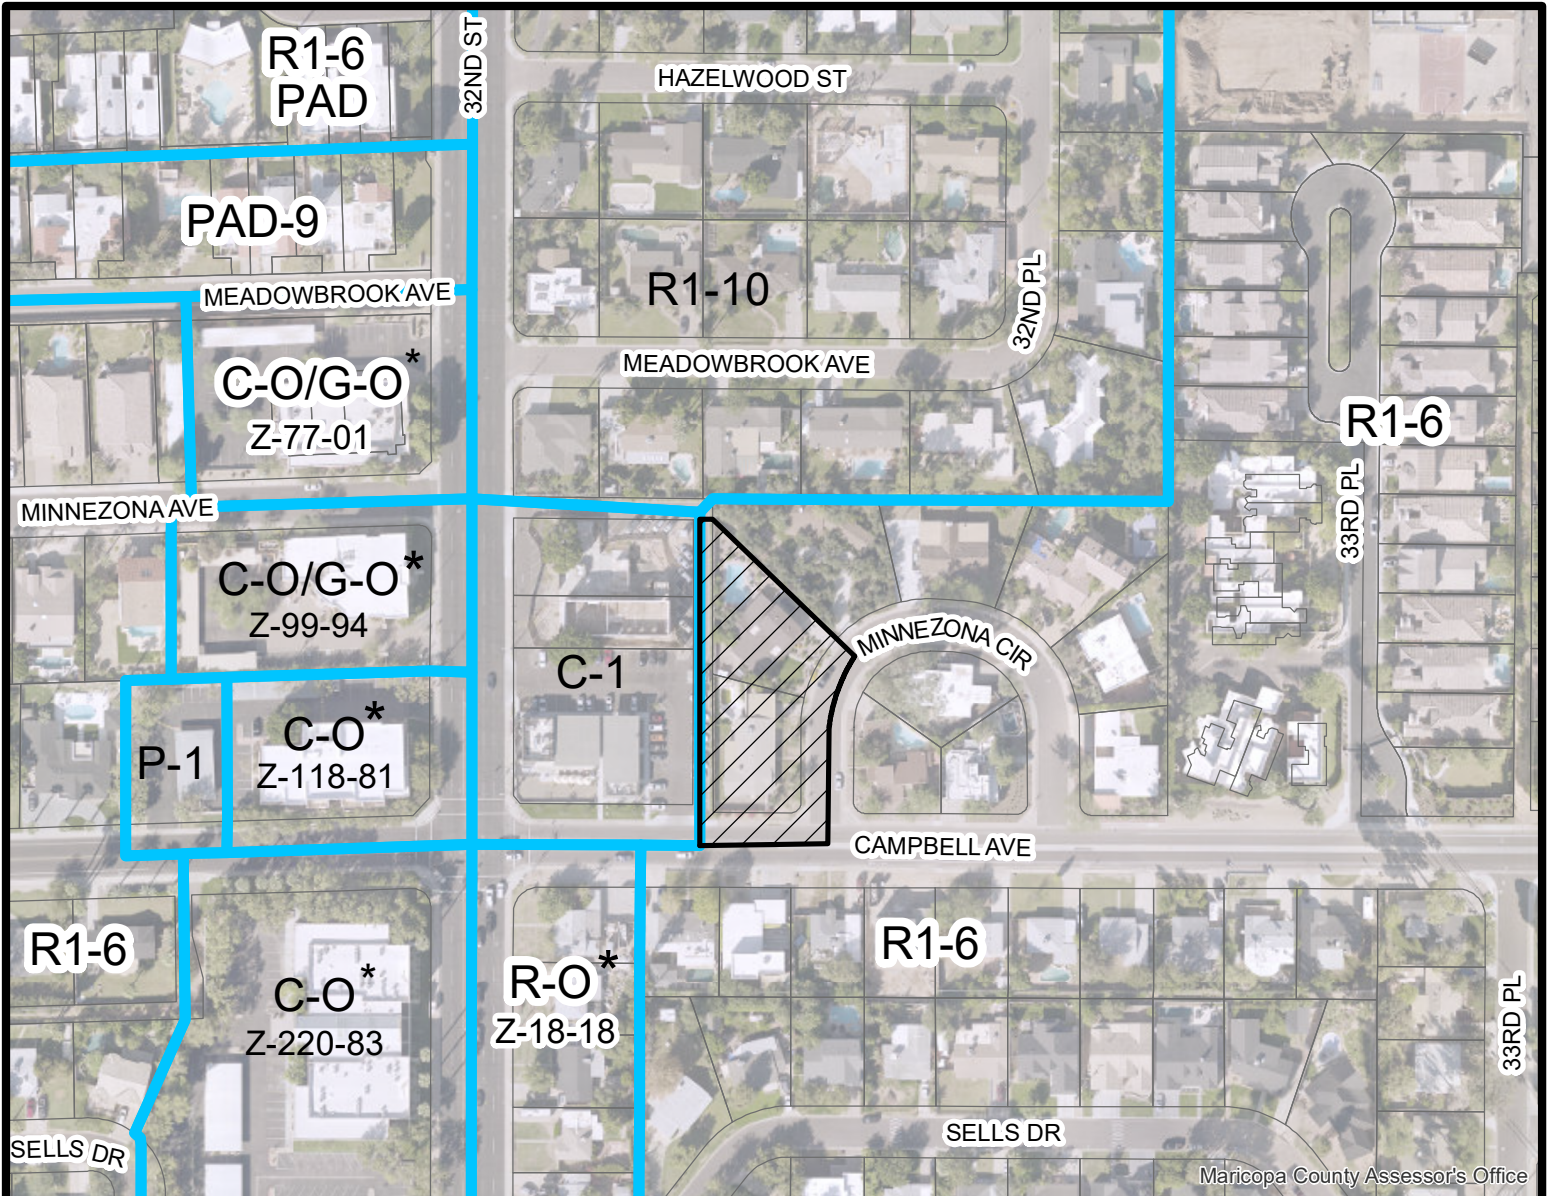 R1-6
PAD
32ND ST
HAZELWOOD ST
PAD-9
MEADOWBROOK AVE
R1-10
32ND PL
MEADOWBROOK AVE
C-O/G-O*
Z-77-01
R1-6
MINNEZONA AVE
33RD PL
C-O/G-O*
Z-99-94
MINNEZONA CIR
C-1
C-O*
Z-118-81
P-1
CAMPBELL AVE
R1-6
R1-6
R-O*
Z-18-18
C-O*
Z-220-83
33RD PL
SELLS DR
SELLS DR
Maricopa County Assessor's Office